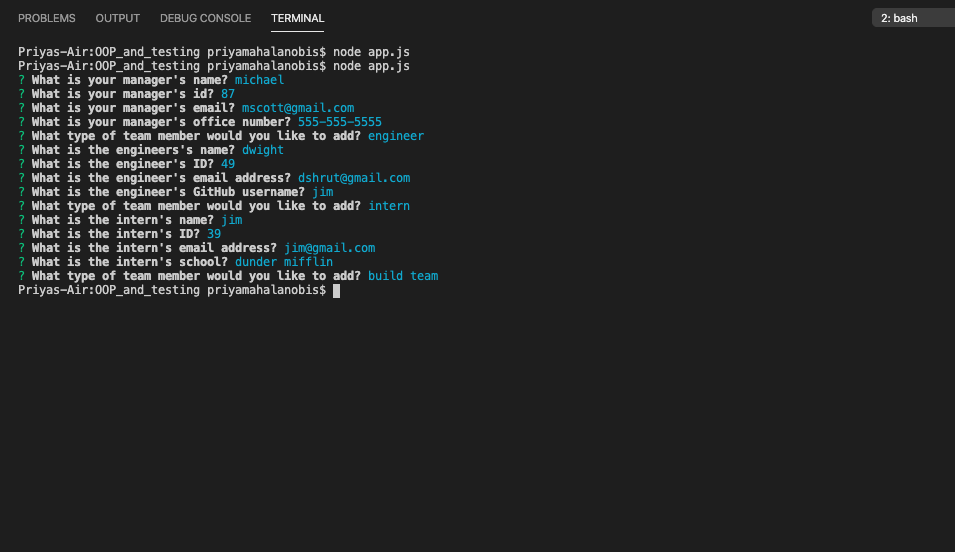 PROBLEMS OUTPUT DEBUG CONSOLE TERMINAL 2: bash
Priyas-Air:OOP_and_testing priyamahalanobis$ node app.js
Priyas-Air:OOP_and_testing priyamahalanobis$ node app.js
? What is your manager's name? michael
? What is your manager's id? 87
? What is your manager's email? mscott@gmail.com
? What is your manager's office number? 555-555-5555
? What type of team member would you like to add? engineer
? What is the engineers's name? dwight
? What is the engineer's ID? 49
? What is the engineer's email address? dshrut@gmail.com
? What is the engineer's GitHub username? jim
? What type of team member would you like to add? intern
? What is the intern's name? jim
? What is the intern's ID? 39
? What is the intern's email address? jim@gmail.com
? What is the intern's school? dunder mifflin
? What type of team member would you like to add? build team
Priyas-Air:OOP_and_testing priyamahalanobis$